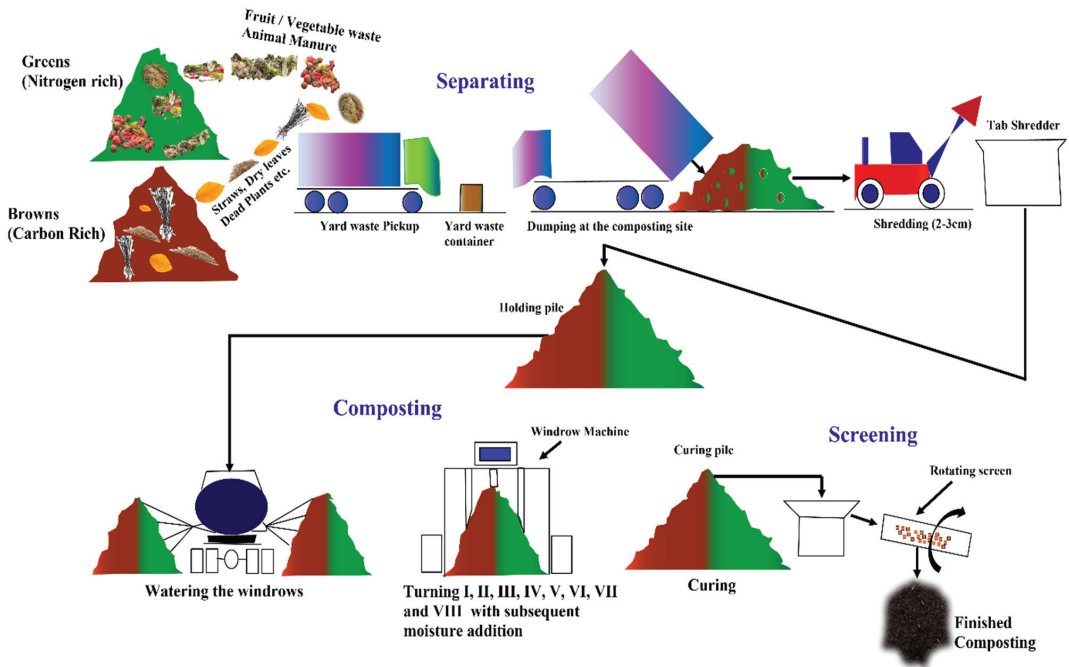 Fruit / Vegetable waste
Animal Manure
Greens
(Nitrogen rich)
Separating
Tab Shredder
Straws, Dry leaves
Dead Plants etc.
Browns
(Carbon Rich)
Yard waste Pickup
Yard waste
container
Dumping at the composting site
Shredding (2-3cm)
Holding pile
Composting
Windrow Machine
Screening
Curing pile
Rotating screen
Watering the windrows
Turning I, II, III, IV, V, VI, VII
and VIII with subsequent
moisture addition
Curing
Finished
Composting